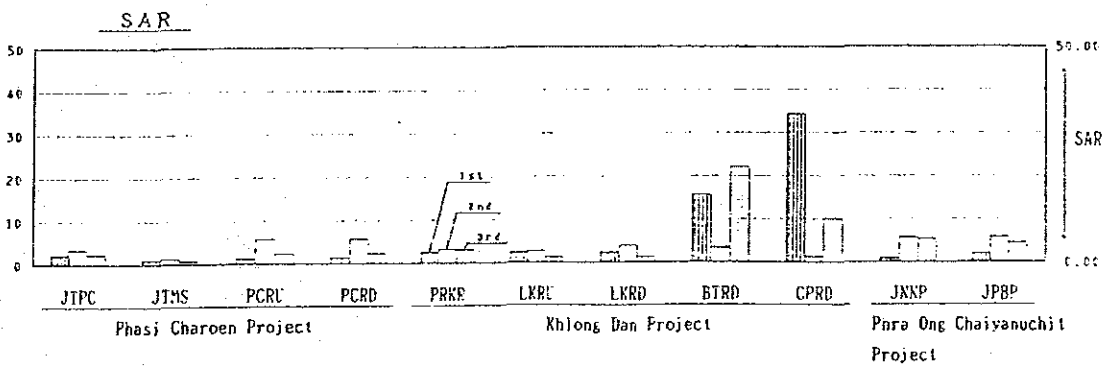 SAR
50
50.00
40
30
SAR
20
1st
2nd
10
3rd
0
0.00
JTPC JTMS PCRU PCRD PRKR LKRU LKRD BTRD CPRD JKKP JPBP
Phasi Charoen Project
Khlong Dan Project
Phra Ong Chaiyanuchit
Project